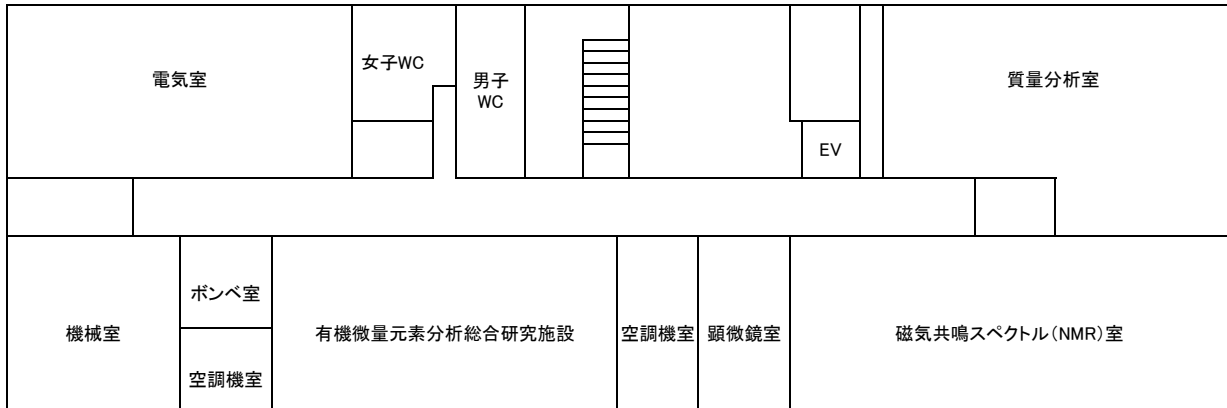 電気室
女子WC
男子
WC
EV
質量分析室
機械室
ボンベ室
空調機室
有機微量元素分析総合研究施設
空調機室
顕微鏡室
磁気共鳴スペクトル(NMR)室